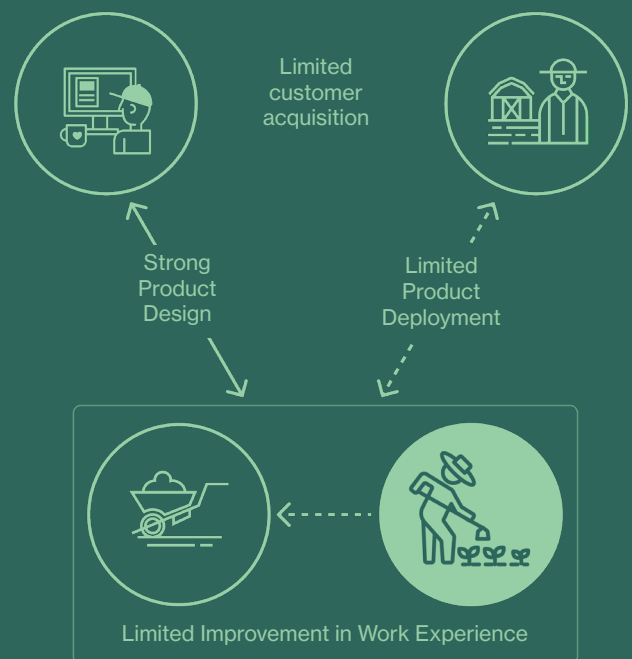 Limited
customer
acquisition
Strong
Product
Design
Limited
Product
Deployment
Limited Improvement in Work Experience